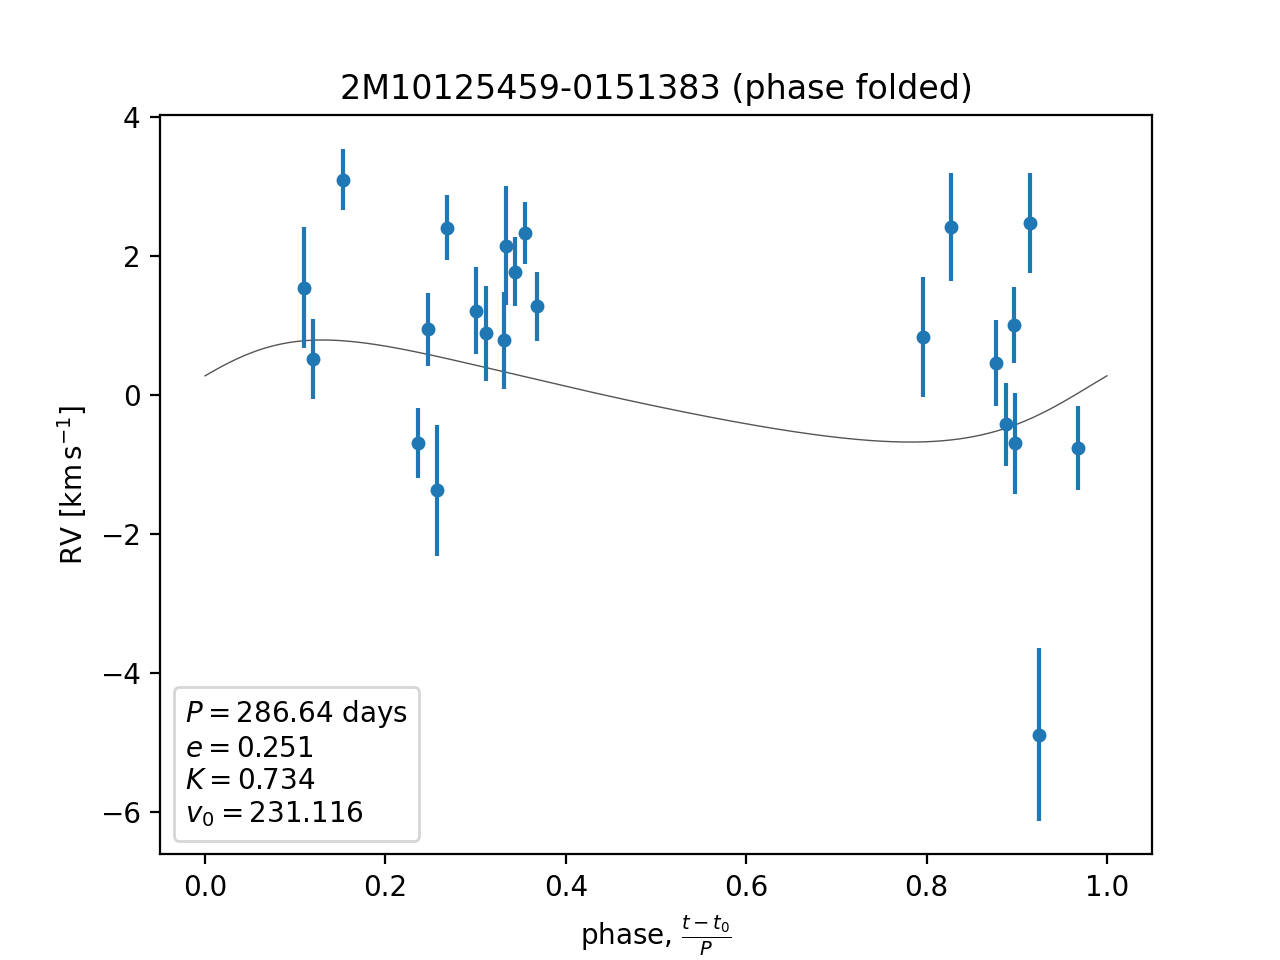 2M10125459-0151383 (phase folded)
4
2
0
−2
−4
−6
RV [km s⁻¹]
P = 286.64 days
e = 0.251
K = 0.734
v₀ = 231.116
0.0 0.2 0.4 0.6 0.8 1.0
phase, (t − t₀)/P